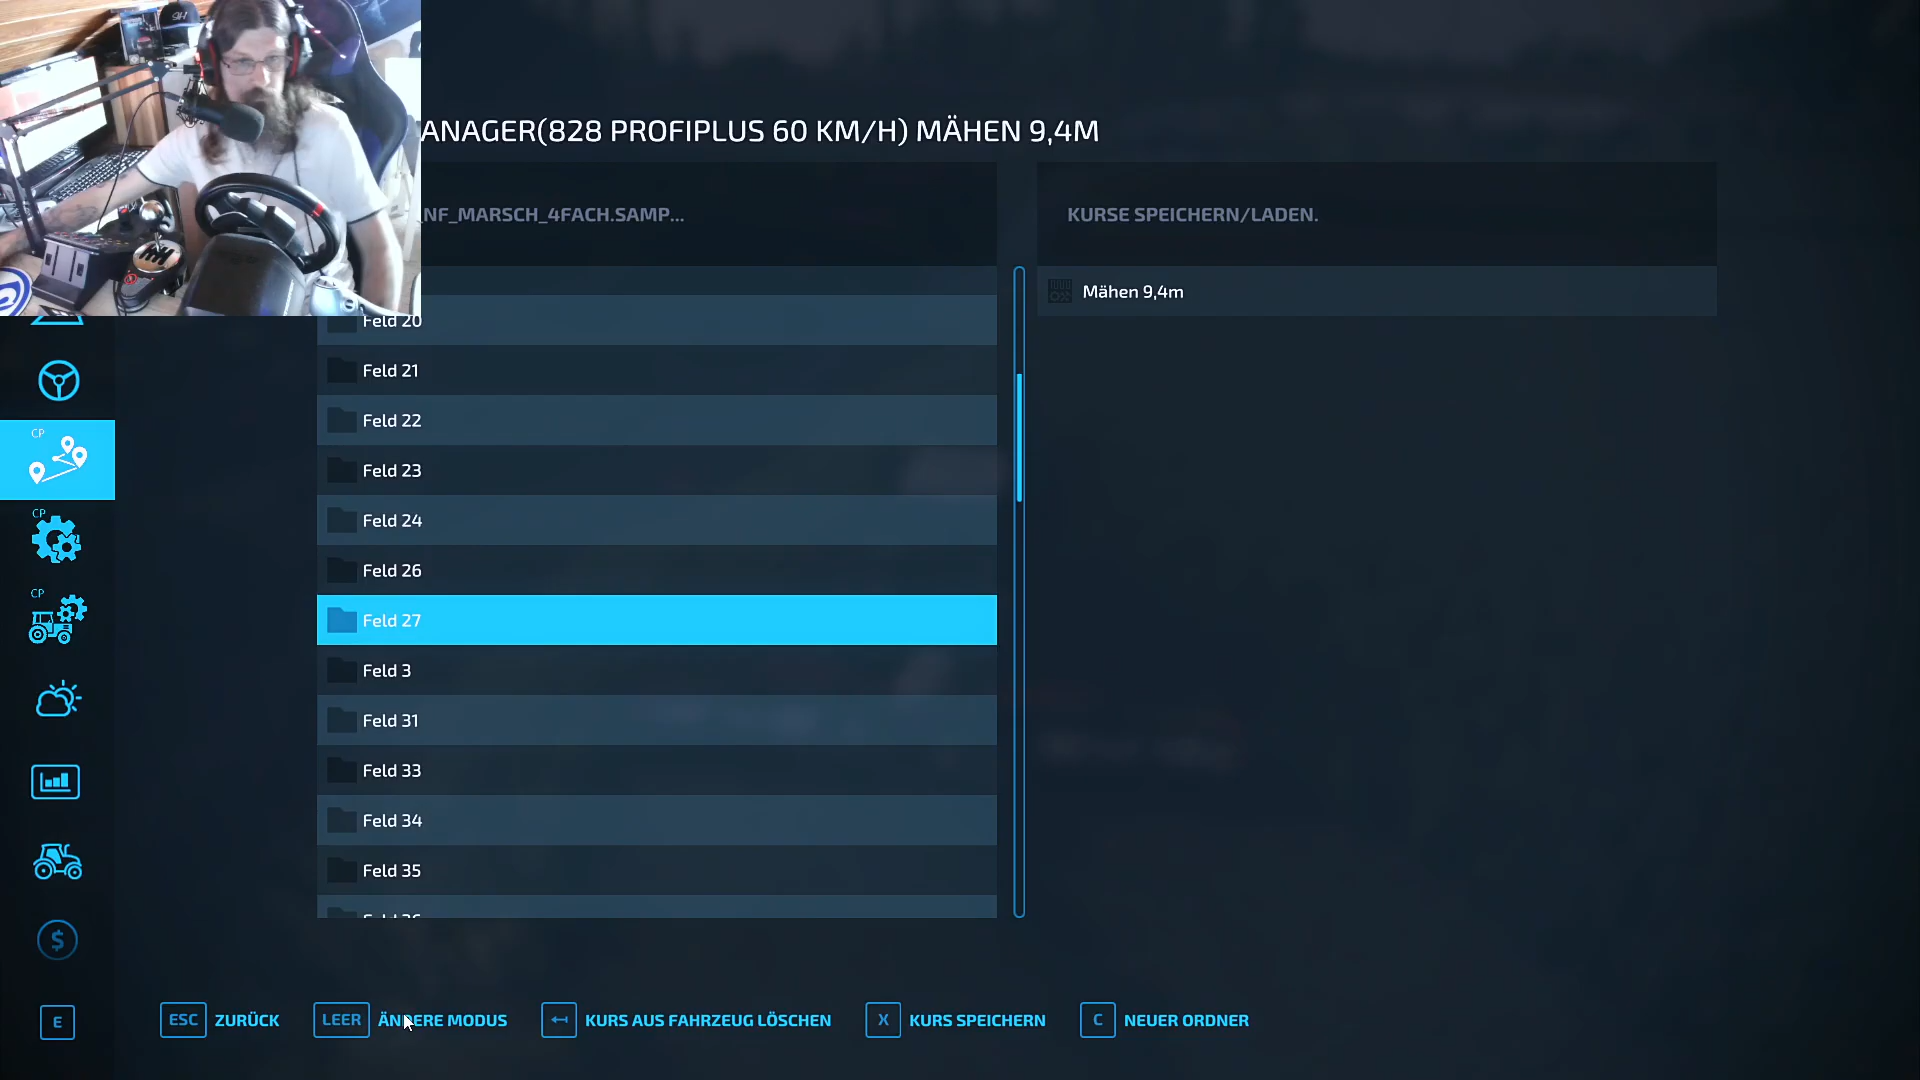 ANAGER(828 PROFIPLUS 60 KM/H) MÄHEN 9,4M
NF_MARSCH_4FACH.SAMP...
KURSE SPEICHERN/LADEN.
Mähen 9,4m
Feld 20
Feld 21
Feld 22
Feld 23
Feld 24
Feld 26
Feld 27
Feld 3
Feld 31
Feld 33
Feld 34
Feld 35
CP
CP
CP
E
ESC ZURÜCK
LEER ÄNDERE MODUS
KURS AUS FAHRZEUG LÖSCHEN
X KURS SPEICHERN
C NEUER ORDNER